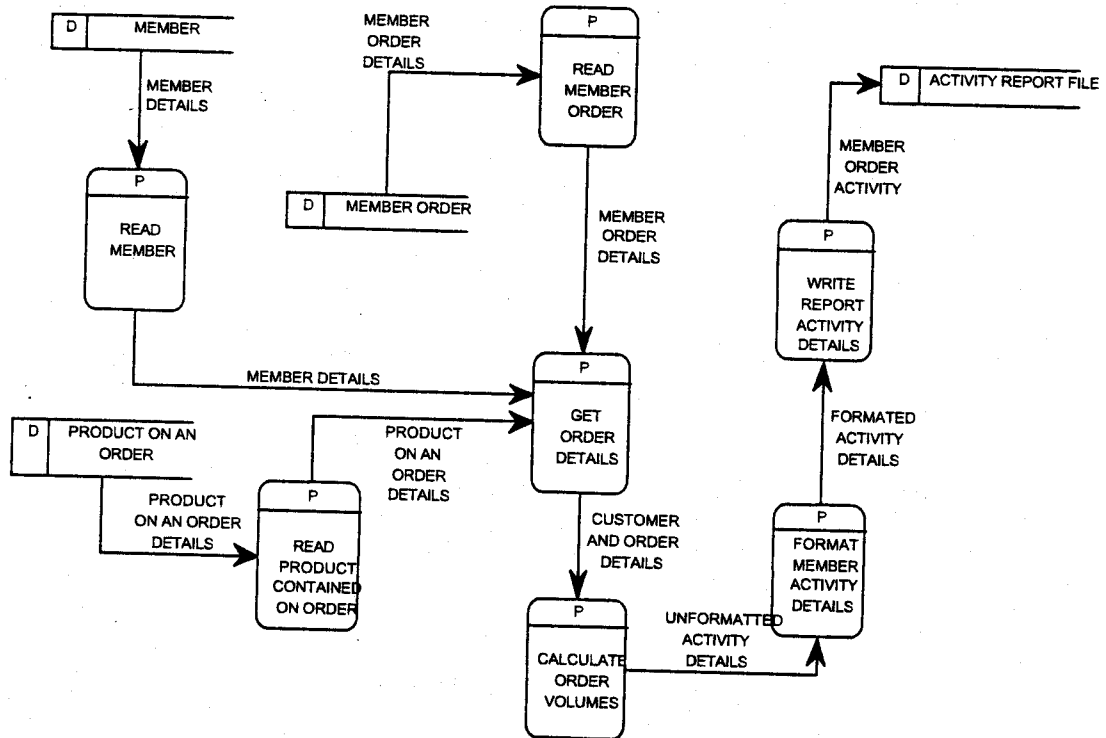 D MEMBER
MEMBER
DETAILS
P
READ
MEMBER
MEMBER
ORDER
DETAILS
P
READ
MEMBER
ORDER
D MEMBER ORDER
MEMBER
ORDER
DETAILS
D ACTIVITY REPORT FILE
MEMBER
ORDER
ACTIVITY
P
WRITE
REPORT
ACTIVITY
DETAILS
MEMBER DETAILS
P
GET
ORDER
DETAILS
D PRODUCT ON AN
ORDER
PRODUCT
ON AN
ORDER
DETAILS
PRODUCT
ON AN ORDER
DETAILS
P
READ
PRODUCT
CONTAINED
ON ORDER
CUSTOMER
AND ORDER
DETAILS
FORMATED
ACTIVITY
DETAILS
P
FORMAT
MEMBER
ACTIVITY
DETAILS
P
CALCULATE
ORDER
VOLUMES
UNFORMATTED
ACTIVITY
DETAILS